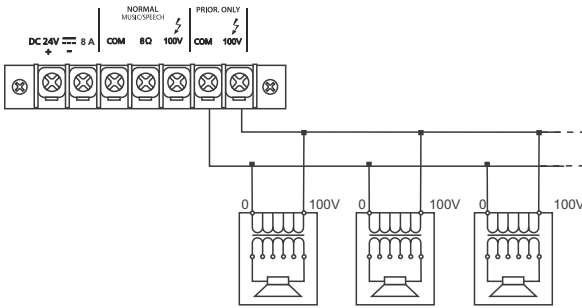 NORMAL
MUSIC/SPEECH
PRIOR. ONLY
DC 24V 8 A COM 8Ω 100V COM 100V
+ -
0 100V 0 100V 0 100V